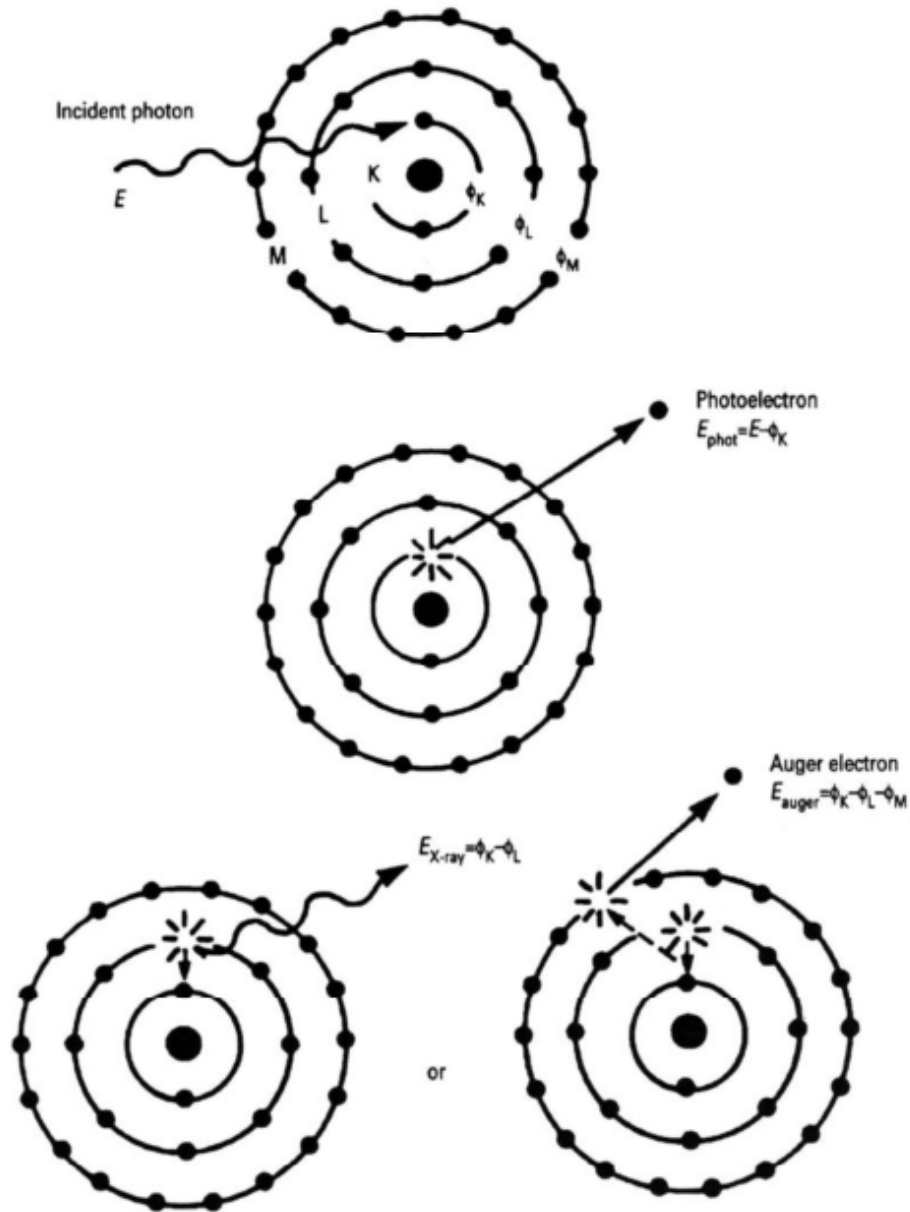 Incident photon
E
K
ϕK
L
ϕL
M
ϕM
Photoelectron
Ephot=E-ϕK
Auger electron
Eauger=ϕK-ϕL-ϕM
EX-ray=ϕK-ϕL
or